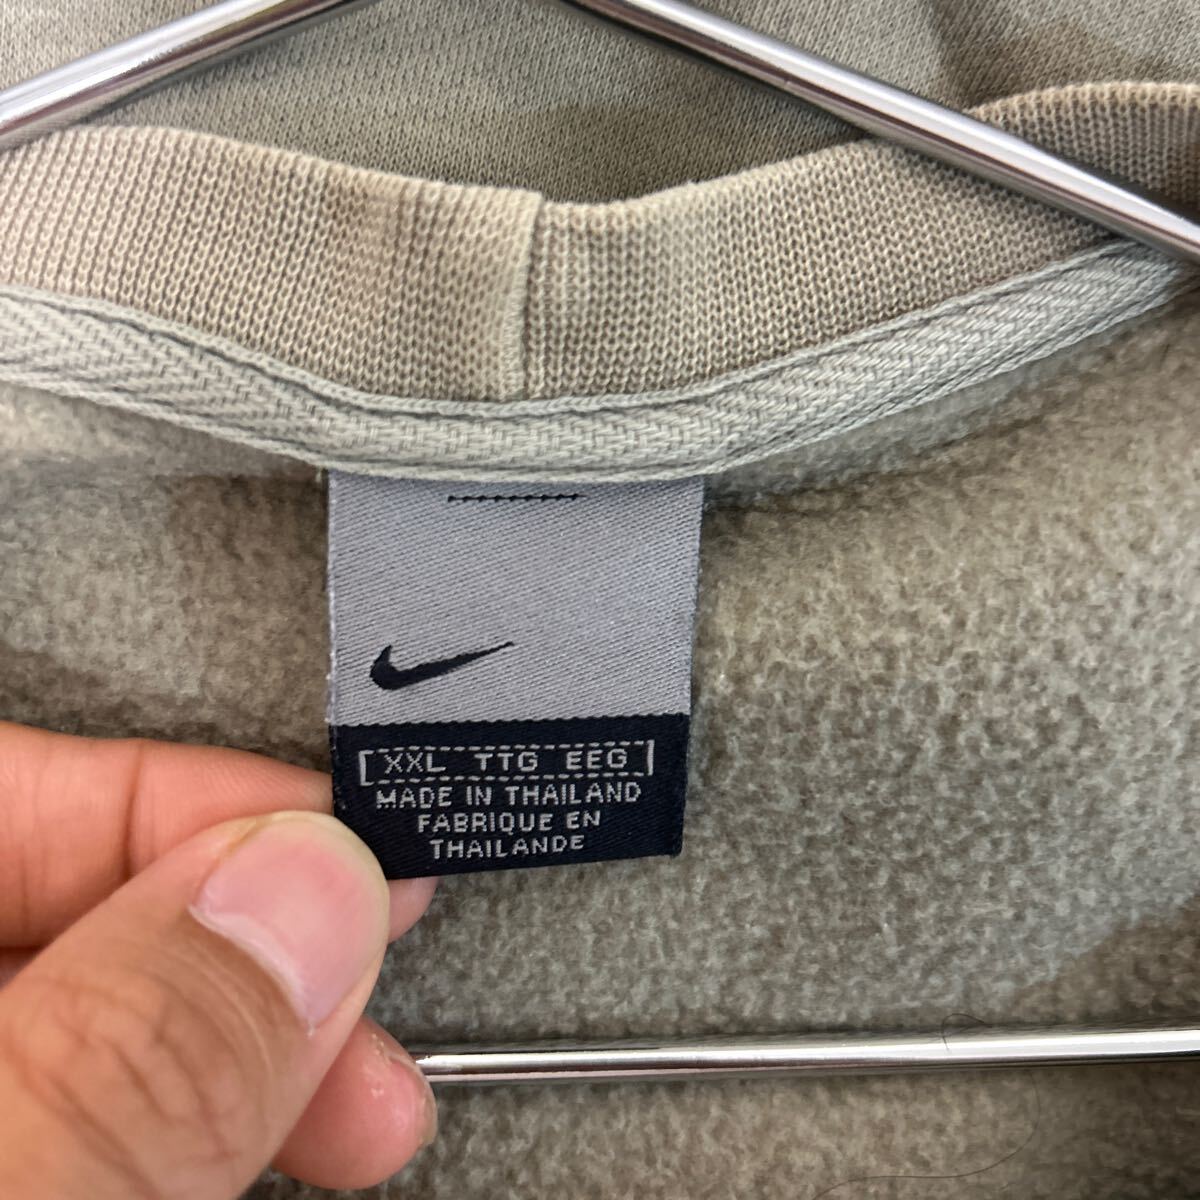 XXL TTG EEG
MADE IN THAILAND
FABRIQUE EN
THAILANDE